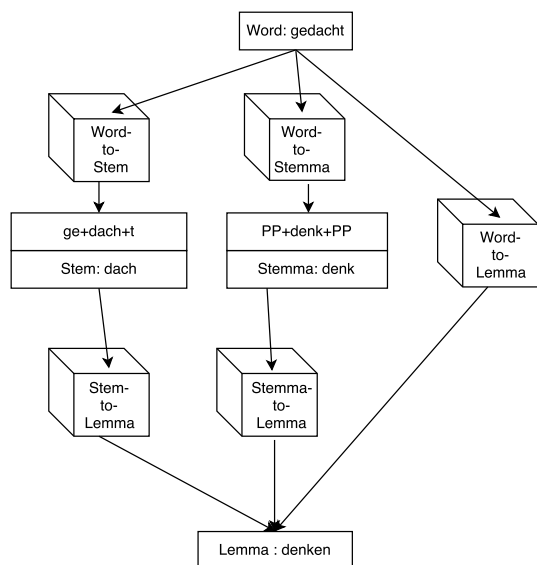 Word: gedacht
Word-
to-
Stem
Word-
to-
Stemma
ge+dach+t
Stem: dach
PP+denk+PP
Stemma: denk
Word-
to-
Lemma
Stem-
to-
Lemma
Stemma-
to-
Lemma
Lemma : denken